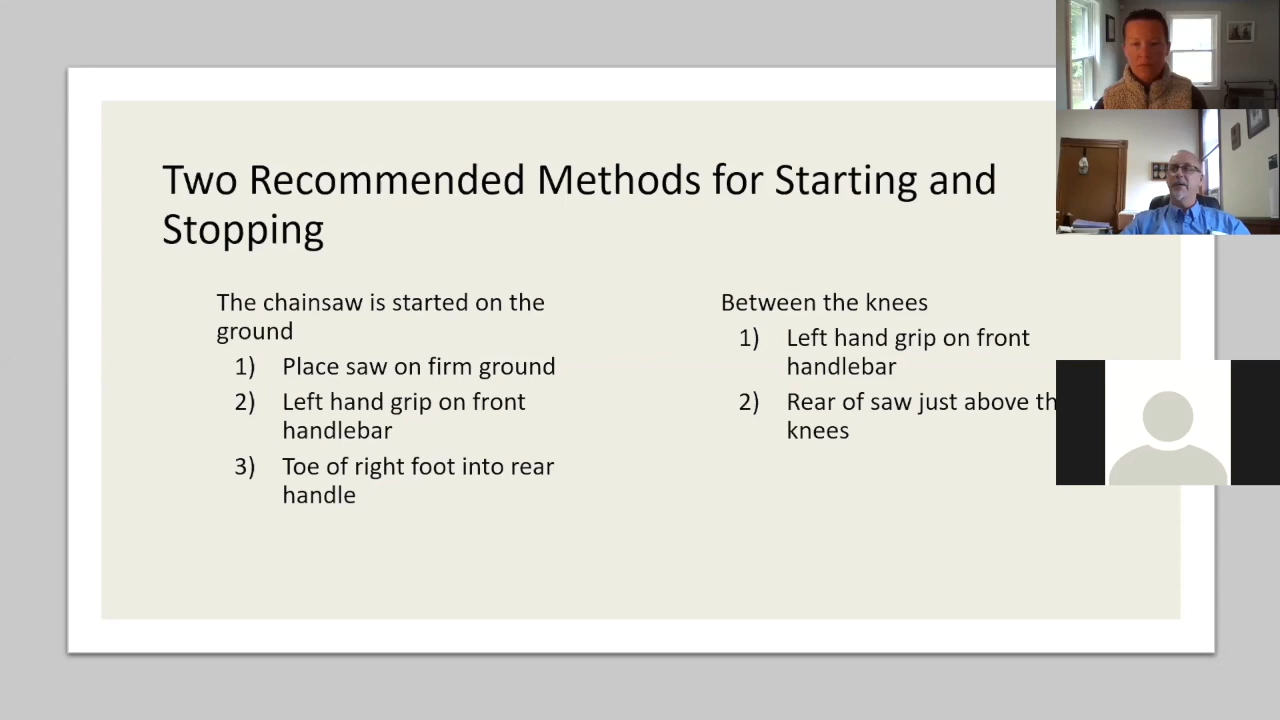 Two Recommended Methods for Starting and
Stopping
The chainsaw is started on the
ground
1) Place saw on firm ground
2) Left hand grip on front
handlebar
3) Toe of right foot into rear
handle
Between the knees
1) Left hand grip on front
handlebar
2) Rear of saw just above th
knees